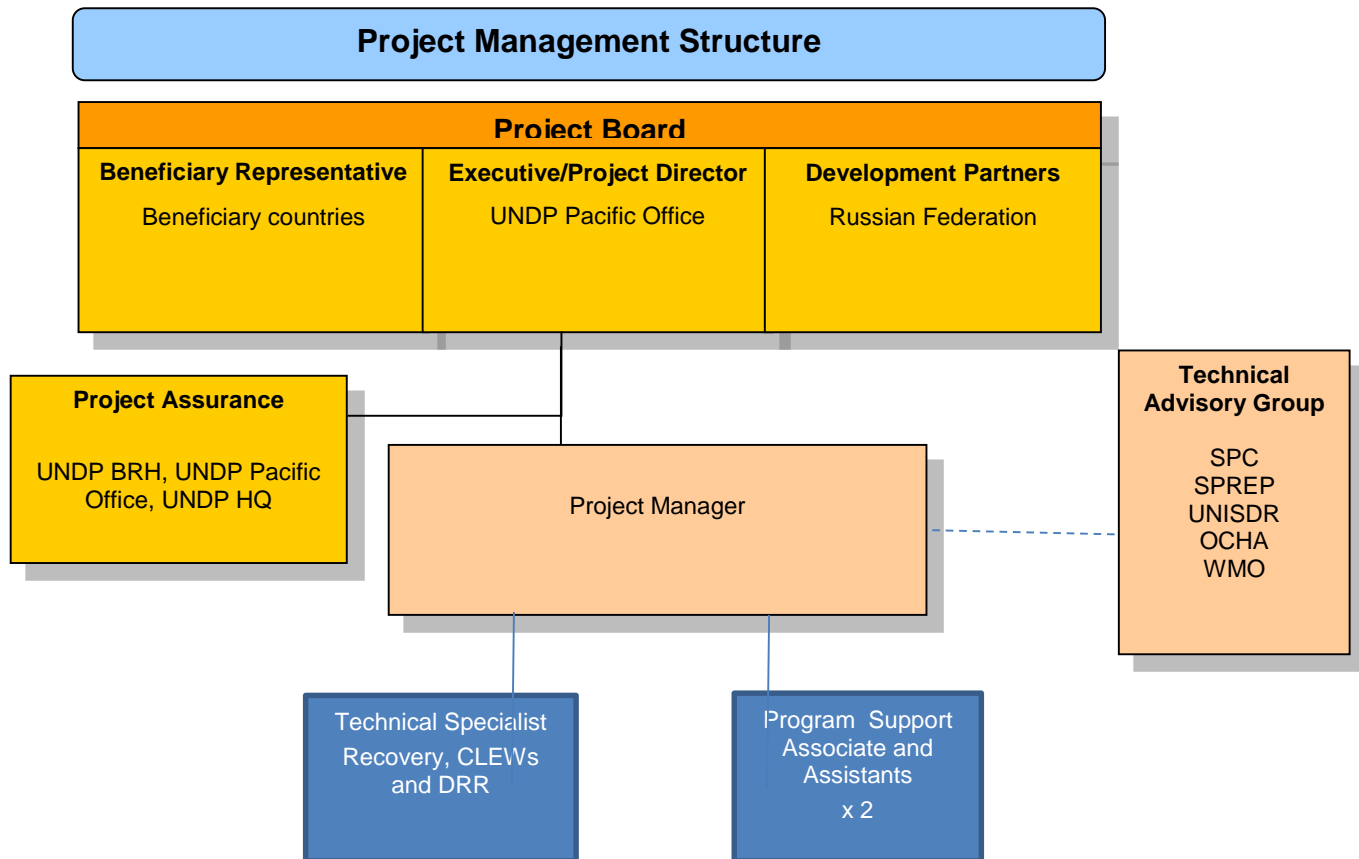 Project Management Structure
Project Board
Beneficiary Representative
Beneficiary countries
Executive/Project Director
UNDP Pacific Office
Development Partners
Russian Federation
Project Assurance
UNDP BRH, UNDP Pacific
Office, UNDP HQ
Project Manager
Technical
Advisory Group
SPC
SPREP
UNISDR
OCHA
WMO
Technical Specialist
Recovery, CLEWs
and DRR
Program Support
Associate and
Assistants
x 2